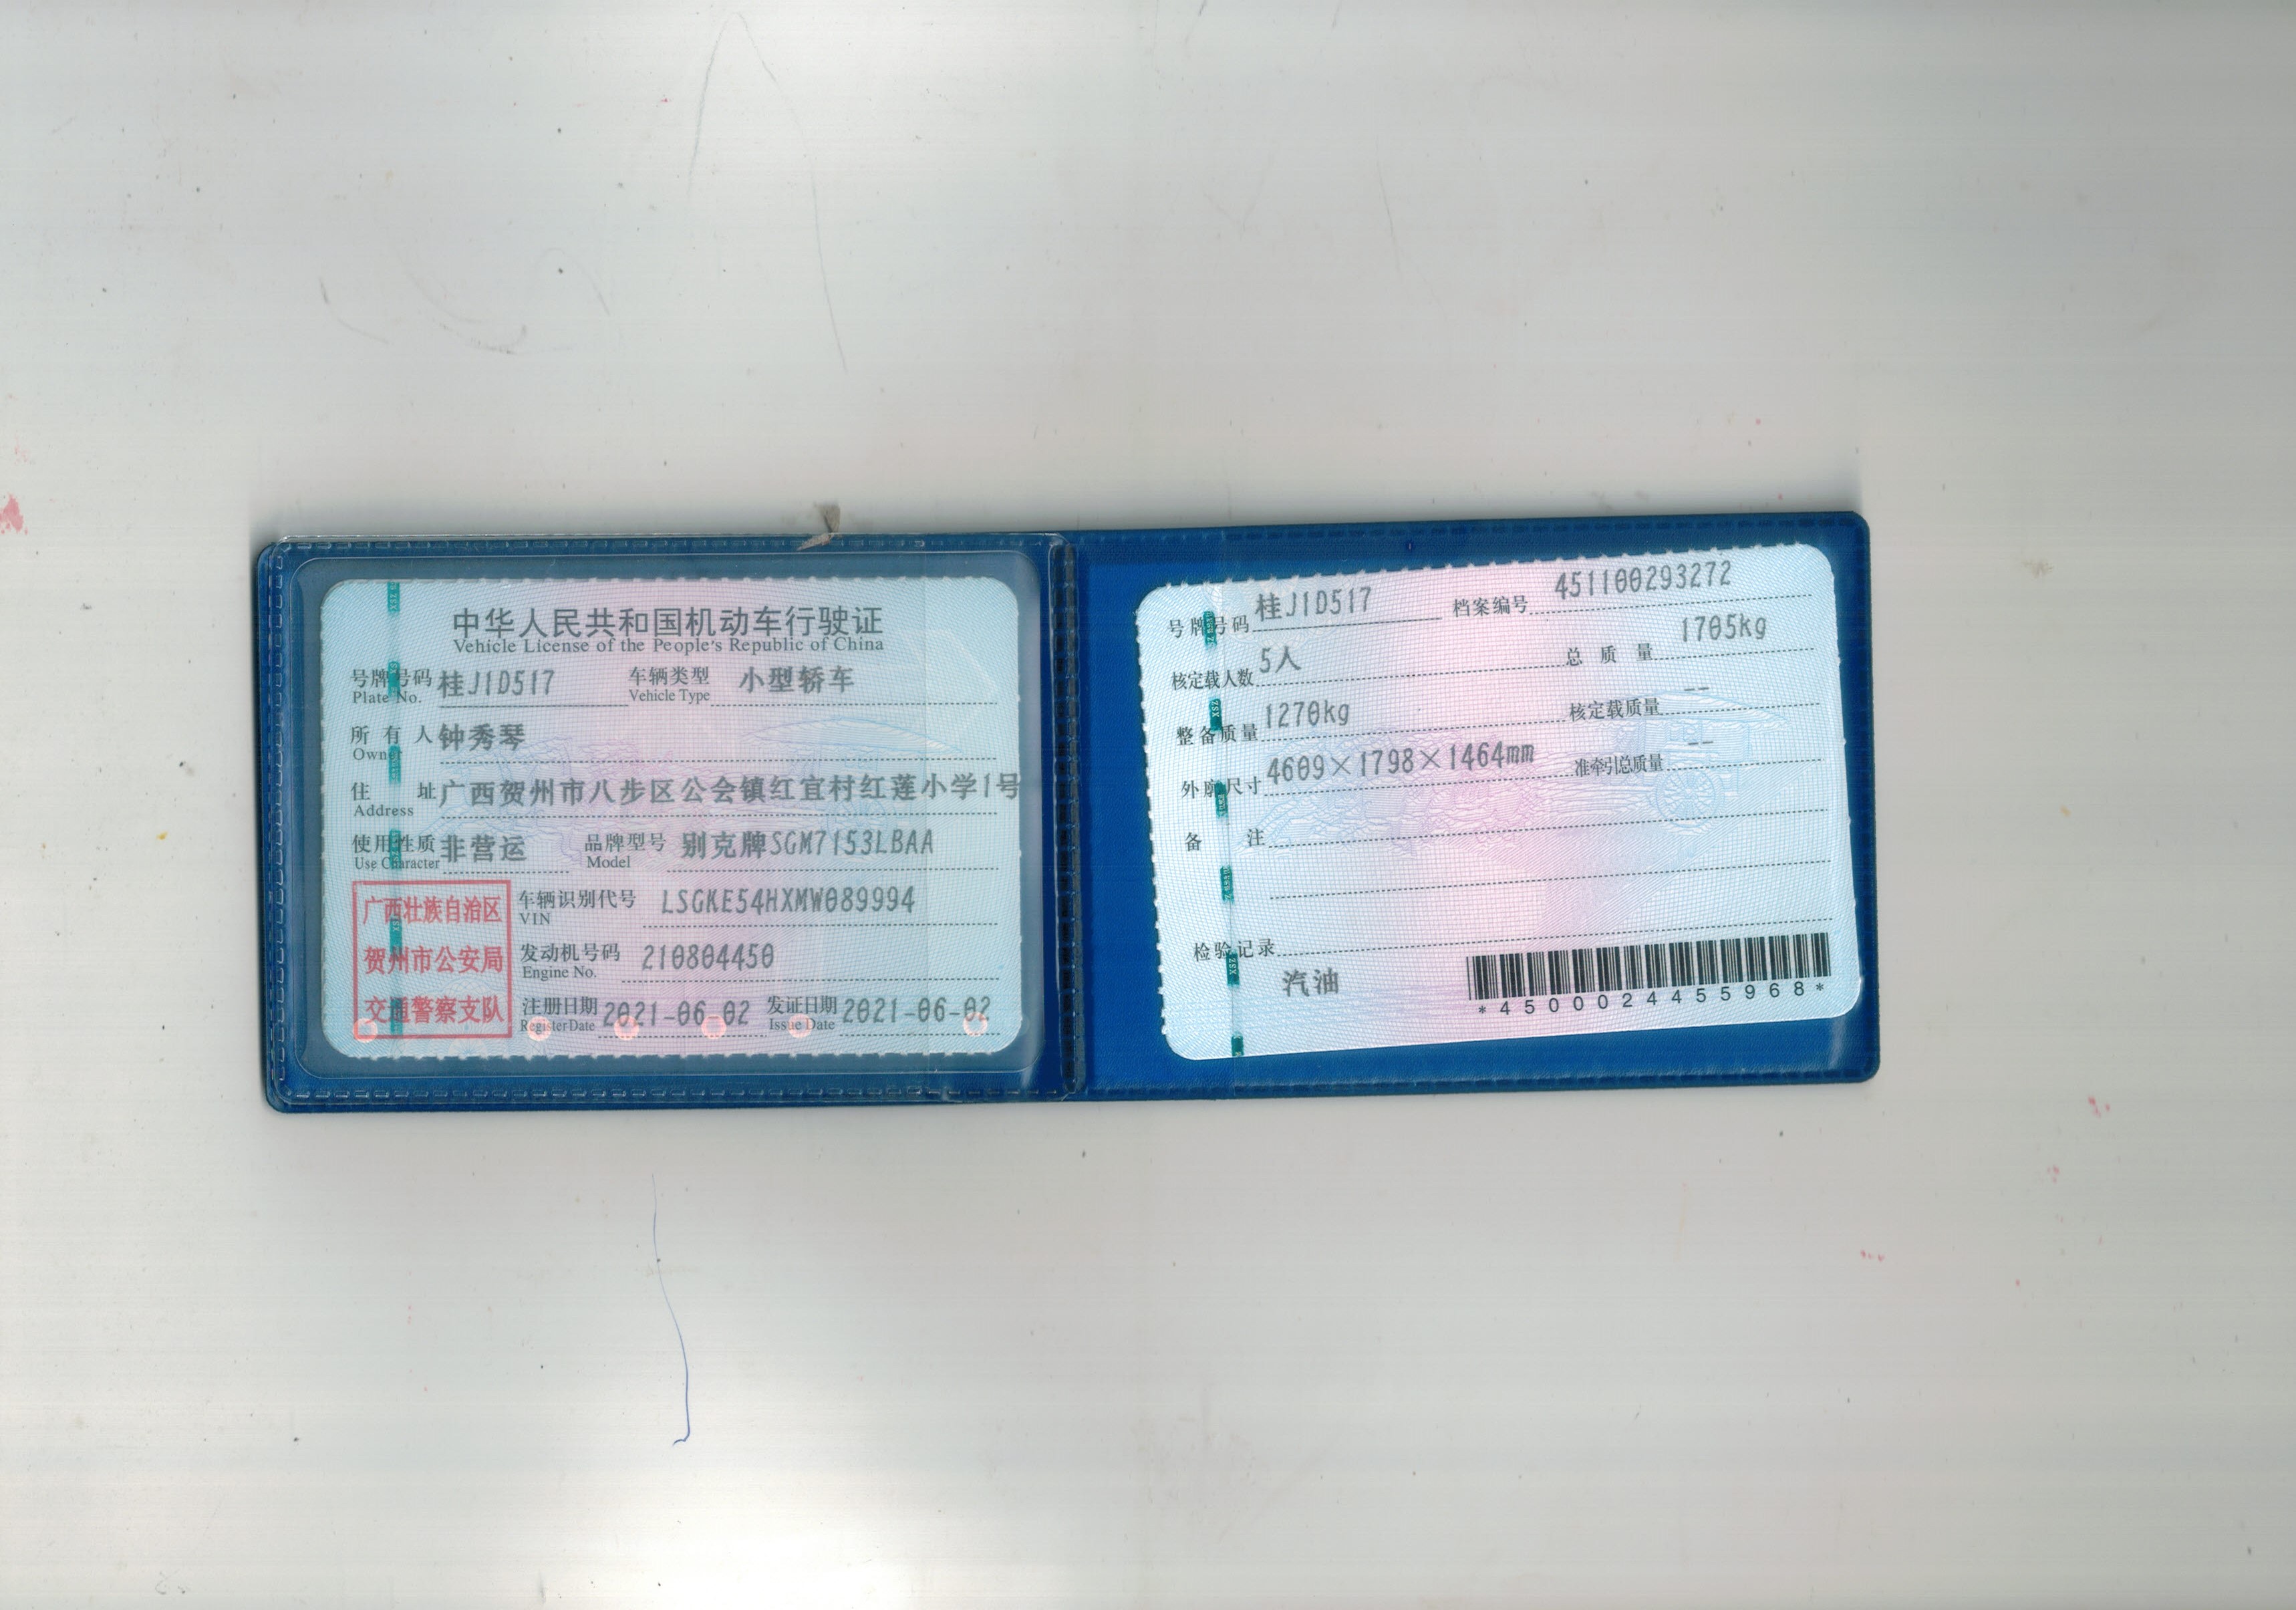 中华人民共和国机动车行驶证
Vehicle License of the People's Republic of China
号牌号码 桂J1D517 车辆类型 小型轿车
Plate No. Vehicle Type
所有人 钟秀琴
Owner
住址 广西贺州市八步区公会镇红宜村红莲小学1号
Address
使用性质 非营运 品牌型号 别克牌SGM7153LBAA
Use Character Model
广西壮族自治区
贺州市公安局
交通警察支队
车辆识别代号 LSGKE54HXMW089994
VIN
发动机号码 210804450
Engine No.
注册日期 2021-06-02 发证日期 2021-06-02
Register Date Issue Date
号牌号码 桂J1D517 档案编号 451100293272
核定载人数 5人 总质量 1705kg
整备质量 1270kg 核定载质量 --
外廓尺寸 4609×1798×1464mm 准牵引总质量 --
备注
检验记录
汽油
*4500024455968*